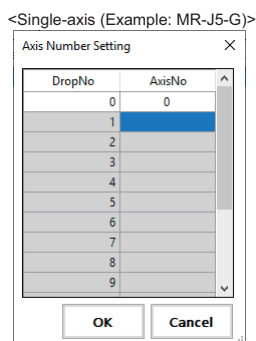 <Single-axis (Example: MR-J5-G)>
Axis Number Setting
DropNo AxisNo
0 0
1
2
3
4
5
6
7
8
9
OK Cancel